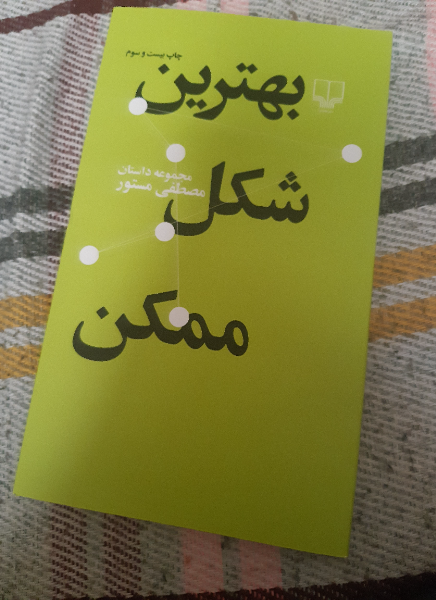 چاپ بیست و سوم
بهترین
شکل
مجموعه داستان
مصطفی مستور
ممکن